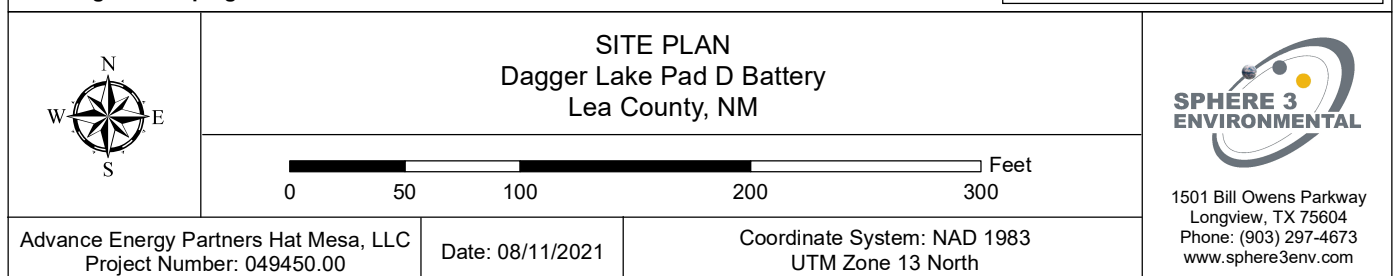 SITE PLAN
Dagger Lake Pad D Battery
Lea County, NM
N
W E
S
Feet
0 50 100 200 300
Advance Energy Partners Hat Mesa, LLC
Project Number: 049450.00
Date: 08/11/2021
Coordinate System: NAD 1983
UTM Zone 13 North
SPHERE 3
ENVIRONMENTAL
1501 Bill Owens Parkway
Longview, TX 75604
Phone: (903) 297-4673
www.sphere3env.com